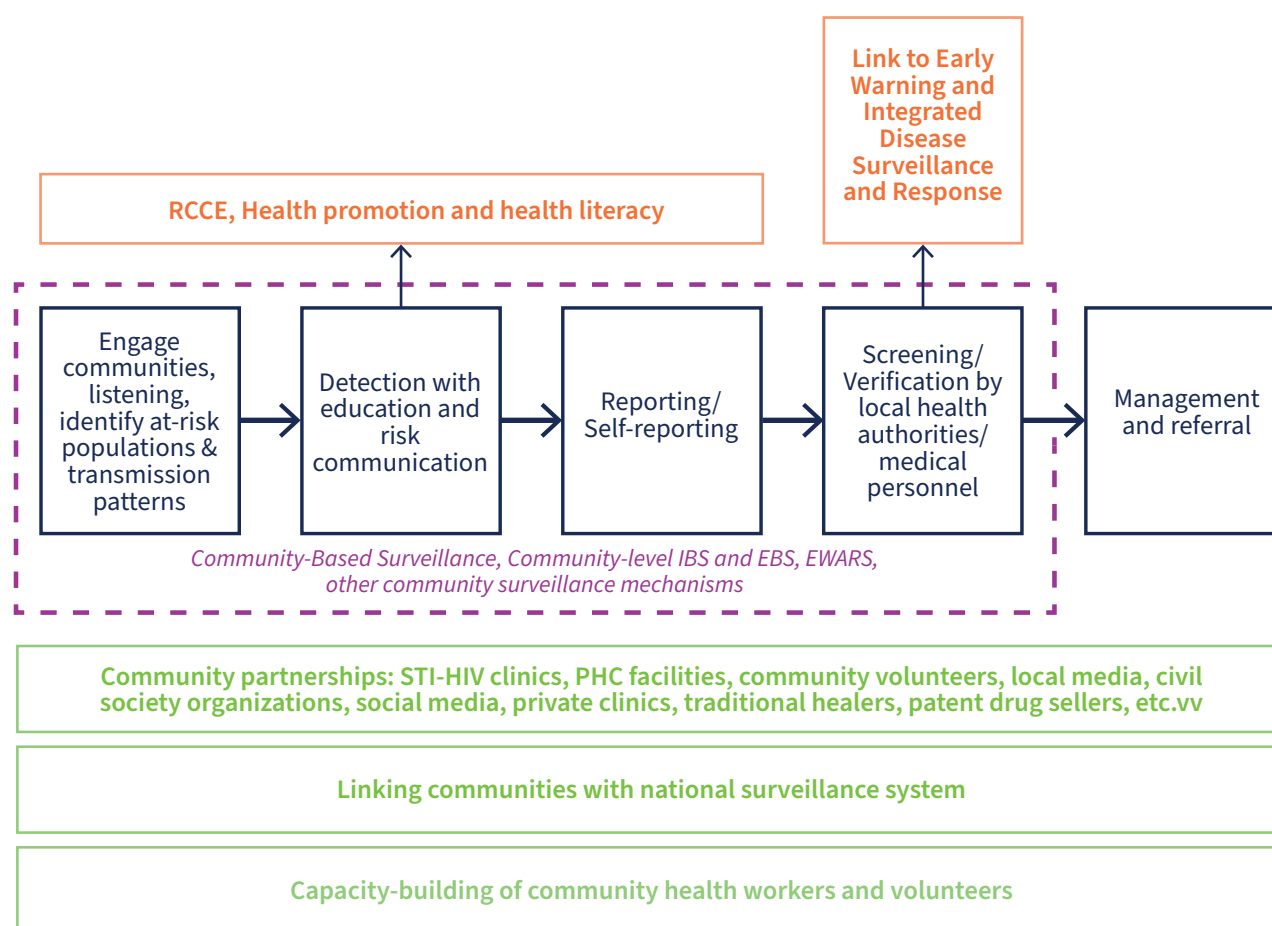 Link to Early
Warning and
Integrated
Disease
Surveillance
and Response
RCCE, Health promotion and health literacy
Engage
communities,
listening,
identify at-risk
populations &
transmission
patterns
Detection with
education and
risk
communication
Reporting/
Self-reporting
Screening/
Verification by
local health
authorities/
medical
personnel
Management
and referral
Community-Based Surveillance, Community-level IBS and EBS, EWARS,
other community surveillance mechanisms
Community partnerships: STI-HIV clinics, PHC facilities, community volunteers, local media, civil
society organizations, social media, private clinics, traditional healers, patent drug sellers, etc.vv
Linking communities with national surveillance system
Capacity-building of community health workers and volunteers